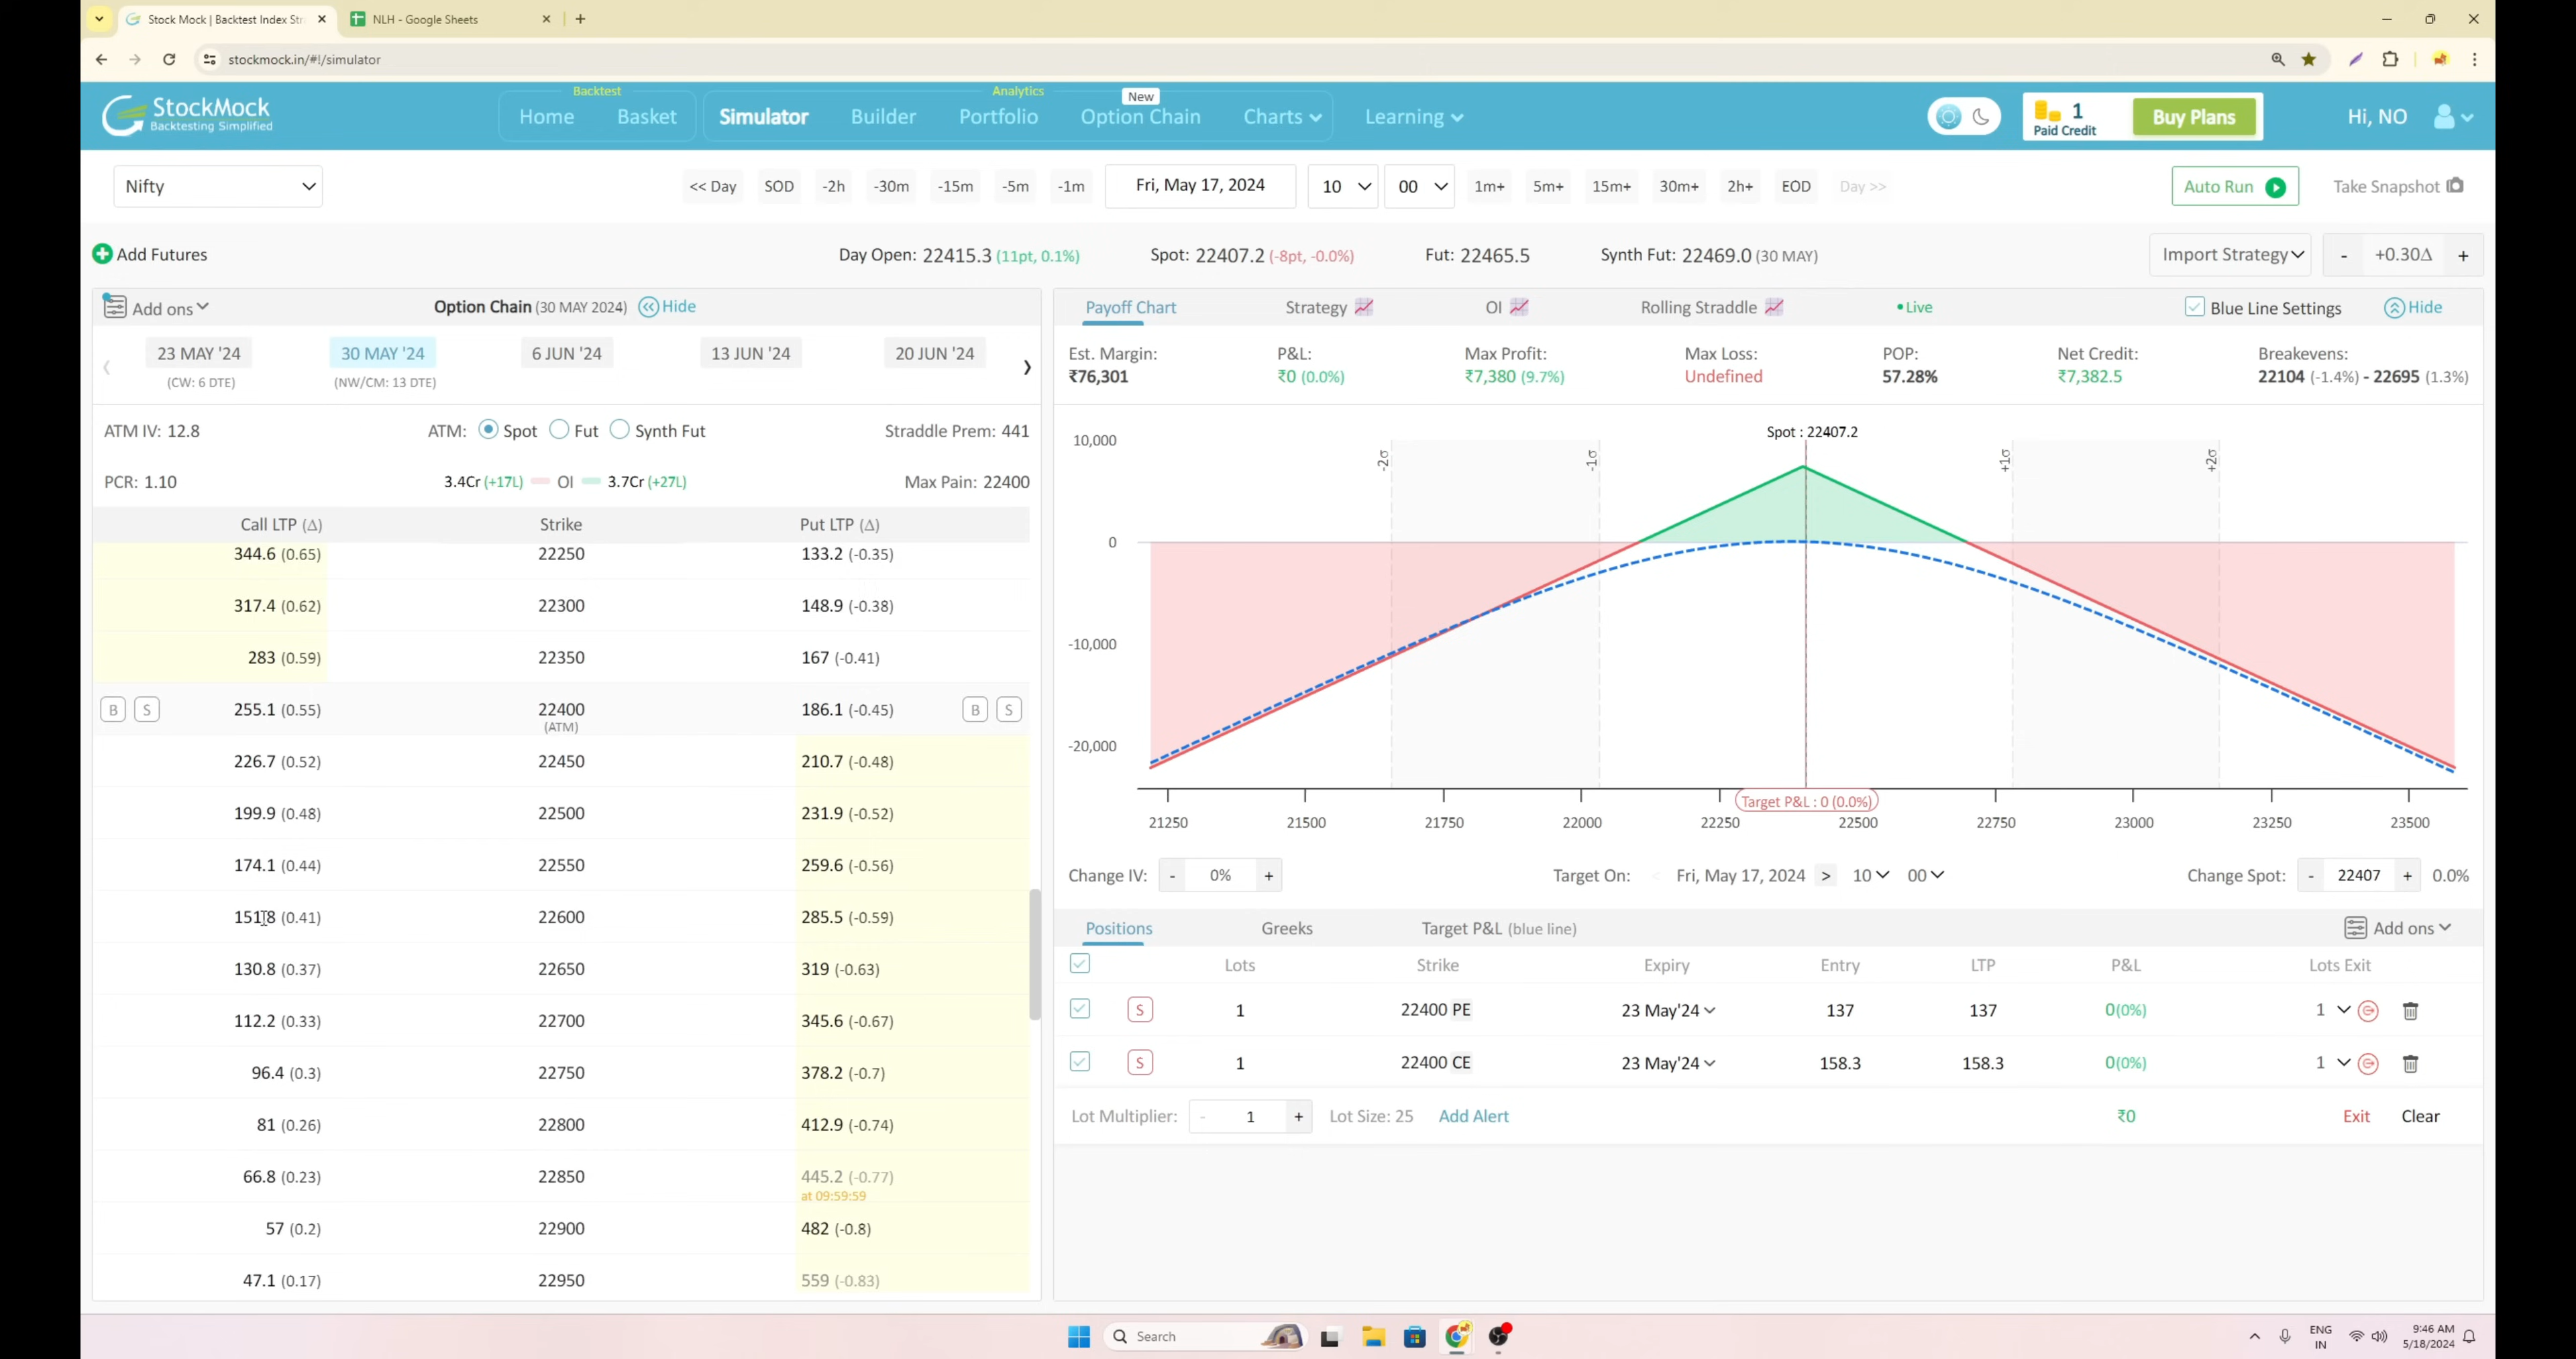 Stock Mock | Backtest Index Str
NLH - Google Sheets
stockmock.in/#!/simulator
StockMock
Backtesting Simplified
Backtest
Home Basket
Simulator Builder
Analytics
Portfolio
New
Option Chain
Charts
Learning
1
Paid Credit
Buy Plans
Hi, NO
Nifty
<< Day SOD -2h -30m -15m -5m -1m Fri, May 17, 2024 10 00 1m+ 5m+ 15m+ 30m+ 2h+ EOD Day >>
Auto Run
Take Snapshot
Add Futures
Day Open: 22415.3 (11pt, 0.1%) Spot: 22407.2 (-8pt, -0.0%) Fut: 22465.5 Synth Fut: 22469.0 (30 MAY)
Import Strategy
- +0.30Δ +
Add ons
Option Chain (30 MAY 2024) Hide
23 MAY '24 30 MAY '24 6 JUN '24 13 JUN '24 20 JUN '24
(CW: 6 DTE) (NW/CM: 13 DTE)
ATM IV: 12.8 ATM: Spot Fut Synth Fut Straddle Prem: 441
PCR: 1.10 3.4Cr (+17L) OI 3.7Cr (+27L) Max Pain: 22400
Call LTP (Δ) Strike Put LTP (Δ)
344.6 (0.65) 22250 133.2 (-0.35)
317.4 (0.62) 22300 148.9 (-0.38)
283 (0.59) 22350 167 (-0.41)
B S 255.1 (0.55) 22400 186.1 (-0.45) B S
(ATM)
226.7 (0.52) 22450 210.7 (-0.48)
199.9 (0.48) 22500 231.9 (-0.52)
174.1 (0.44) 22550 259.6 (-0.56)
151.8 (0.41) 22600 285.5 (-0.59)
130.8 (0.37) 22650 319 (-0.63)
112.2 (0.33) 22700 345.6 (-0.67)
96.4 (0.3) 22750 378.2 (-0.7)
81 (0.26) 22800 412.9 (-0.74)
66.8 (0.23) 22850 445.2 (-0.77)
at 09:59:59
57 (0.2) 22900 482 (-0.8)
47.1 (0.17) 22950 559 (-0.83)
Payoff Chart Strategy OI Rolling Straddle Live Blue Line Settings Hide
Est. Margin: P&L: Max Profit: Max Loss: POP: Net Credit: Breakevens:
₹76,301 ₹0 (0.0%) ₹7,380 (9.7%) Undefined 57.28% ₹7,382.5 22104 (-1.4%) - 22695 (1.3%)
Spot : 22407.2
-2σ -1σ +1σ +2σ
10,000
0
-10,000
-20,000
Target P&L : 0 (0.0%)
21250 21500 21750 22000 22250 22500 22750 23000 23250 23500
Change IV: - 0% + Target On: Fri, May 17, 2024 > 10 00 Change Spot: - 22407 + 0.0%
Positions Greeks Target P&L (blue line) Add ons
Lots Strike Expiry Entry LTP P&L Lots Exit
S 1 22400 PE 23 May'24 137 137 0(0%) 1
S 1 22400 CE 23 May'24 158.3 158.3 0(0%) 1
Lot Multiplier: - 1 + Lot Size: 25 Add Alert ₹0 Exit Clear
Search
ENG
IN
9:46 AM
5/18/2024